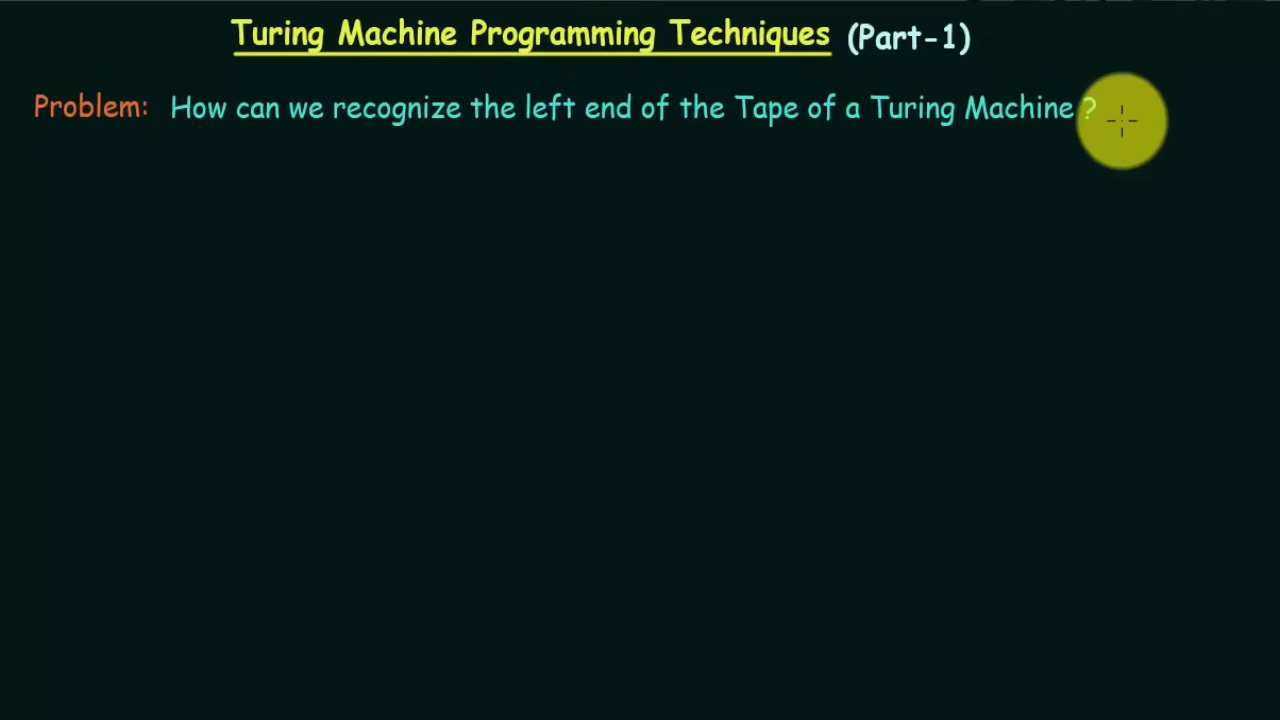 Turing Machine Programming Techniques (Part-1)
Problem: How can we recognize the left end of the Tape of a Turing Machine ?